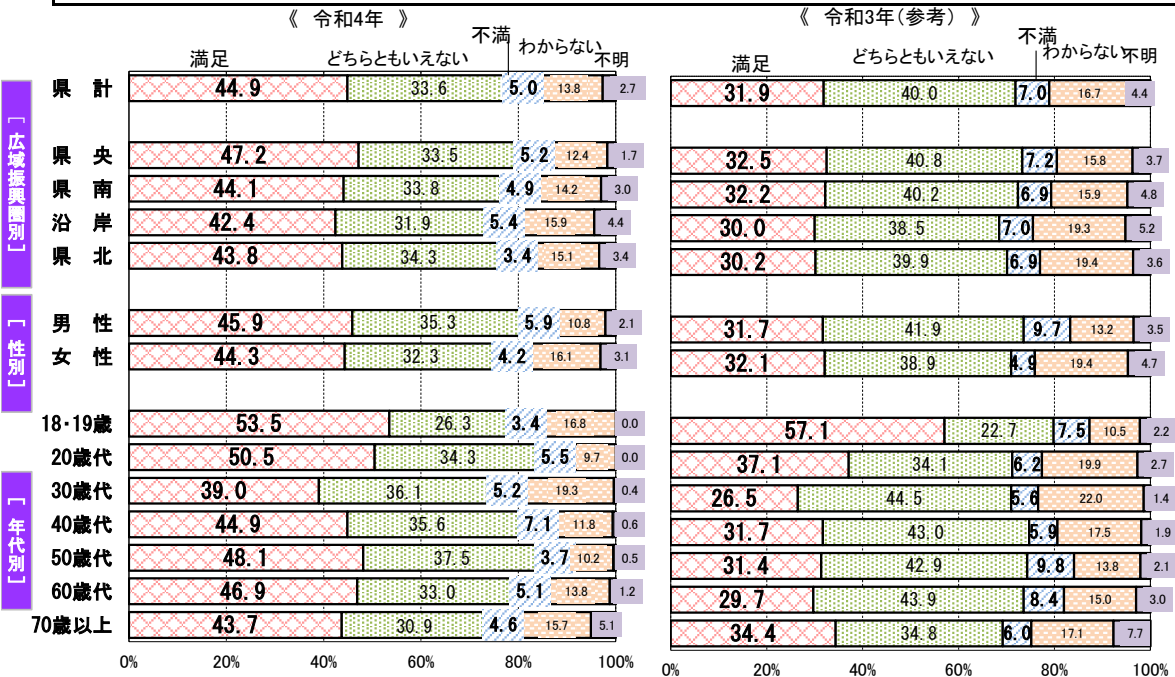 《 令和4年 》
《 令和3年(参考) 》
満足 どちらともいえない 不満 わからない 不明
満足 どちらともいえない 不満 わからない 不明
[ 広域振興圏別 ]
[ 性別 ]
[ 年代別 ]
県 計 44.9 33.6 5.0 13.8 2.7 31.9 40.0 7.0 16.7 4.4
県 央 47.2 33.5 5.2 12.4 1.7 32.5 40.8 7.2 15.8 3.7
県 南 44.1 33.8 4.9 14.2 3.0 32.2 40.2 6.9 15.9 4.8
沿 岸 42.4 31.9 5.4 15.9 4.4 30.0 38.5 7.0 19.3 5.2
県 北 43.8 34.3 3.4 15.1 3.4 30.2 39.9 6.9 19.4 3.6
男 性 45.9 35.3 5.9 10.8 2.1 31.7 41.9 9.7 13.2 3.5
女 性 44.3 32.3 4.2 16.1 3.1 32.1 38.9 4.9 19.4 4.7
18・19歳 53.5 26.3 3.4 16.8 0.0 57.1 22.7 7.5 10.5 2.2
20歳代 50.5 34.3 5.5 9.7 0.0 37.1 34.1 6.2 19.9 2.7
30歳代 39.0 36.1 5.2 19.3 0.4 26.5 44.5 5.6 22.0 1.4
40歳代 44.9 35.6 7.1 11.8 0.6 31.7 43.0 5.9 17.5 1.9
50歳代 48.1 37.5 3.7 10.2 0.5 31.4 42.9 9.8 13.8 2.1
60歳代 46.9 33.0 5.1 13.8 1.2 29.7 43.9 8.4 15.0 3.0
70歳以上 43.7 30.9 4.6 15.7 5.1 34.4 34.8 6.0 17.1 7.7
0% 20% 40% 60% 80% 100%
0% 20% 40% 60% 80% 100%